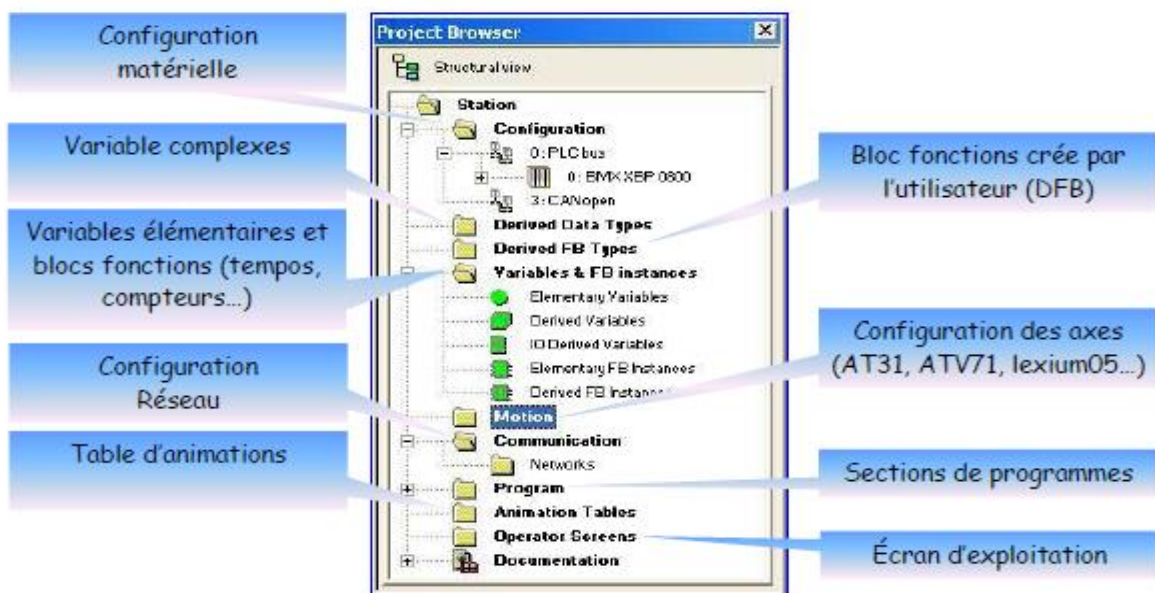 Configuration
matérielle
Variable complexes
Variables élémentaires et
blocs fonctions (tempos,
compteurs...)
Configuration
Réseau
Table d'animations
Project Browser
Structural view
Station
Configuration
0: PLC bus
0: BMX XBP 0800
3: CANopen
Derived Data Types
Derived FB Types
Variables & FB instances
Elementary Variables
Derived Variables
IO Derived Variables
Elementary FB Instances
Derived FB Instances
Motion
Communication
Networks
Program
Animation Tables
Operator Screens
Documentation
Bloc fonctions crée par
l'utilisateur (DFB)
Configuration des axes
(AT31, ATV71, lexium05...)
Sections de programmes
Écran d'exploitation